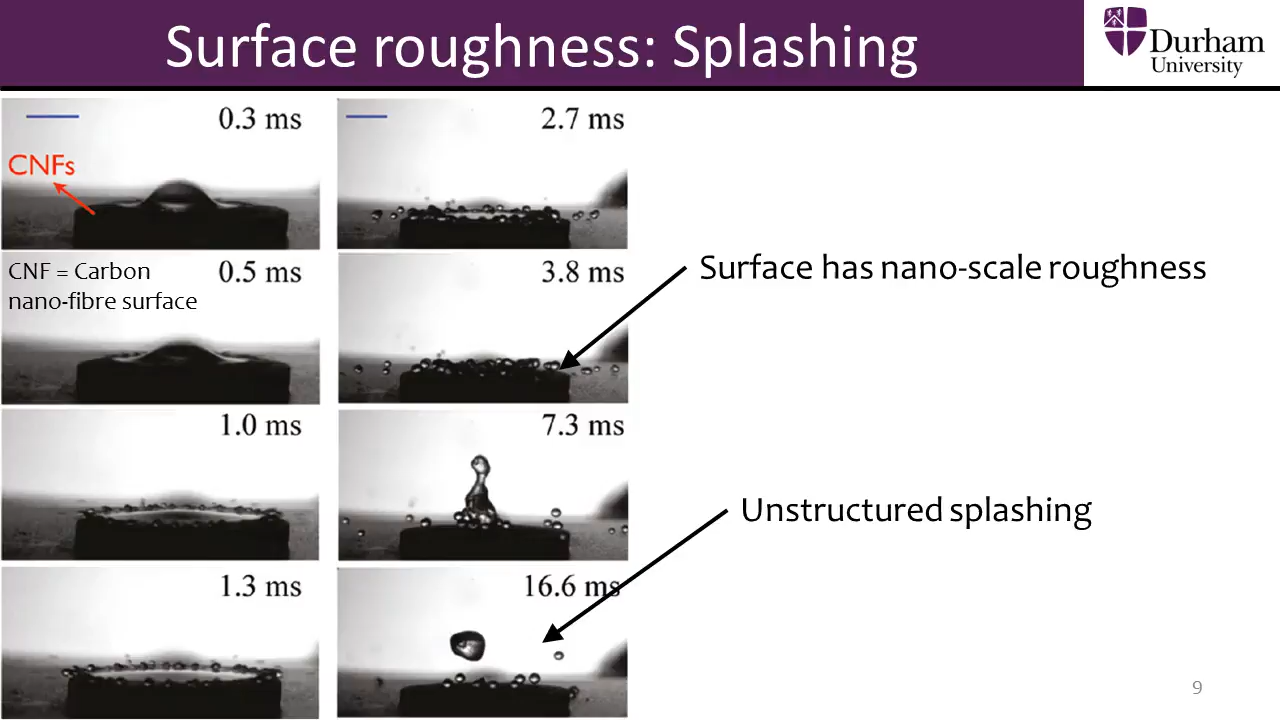 Surface roughness: Splashing
Durham
University
0.3 ms
2.7 ms
CNFs
CNF = Carbon
nano-fibre surface
0.5 ms
3.8 ms
Surface has nano-scale roughness
1.0 ms
7.3 ms
Unstructured splashing
1.3 ms
16.6 ms
9